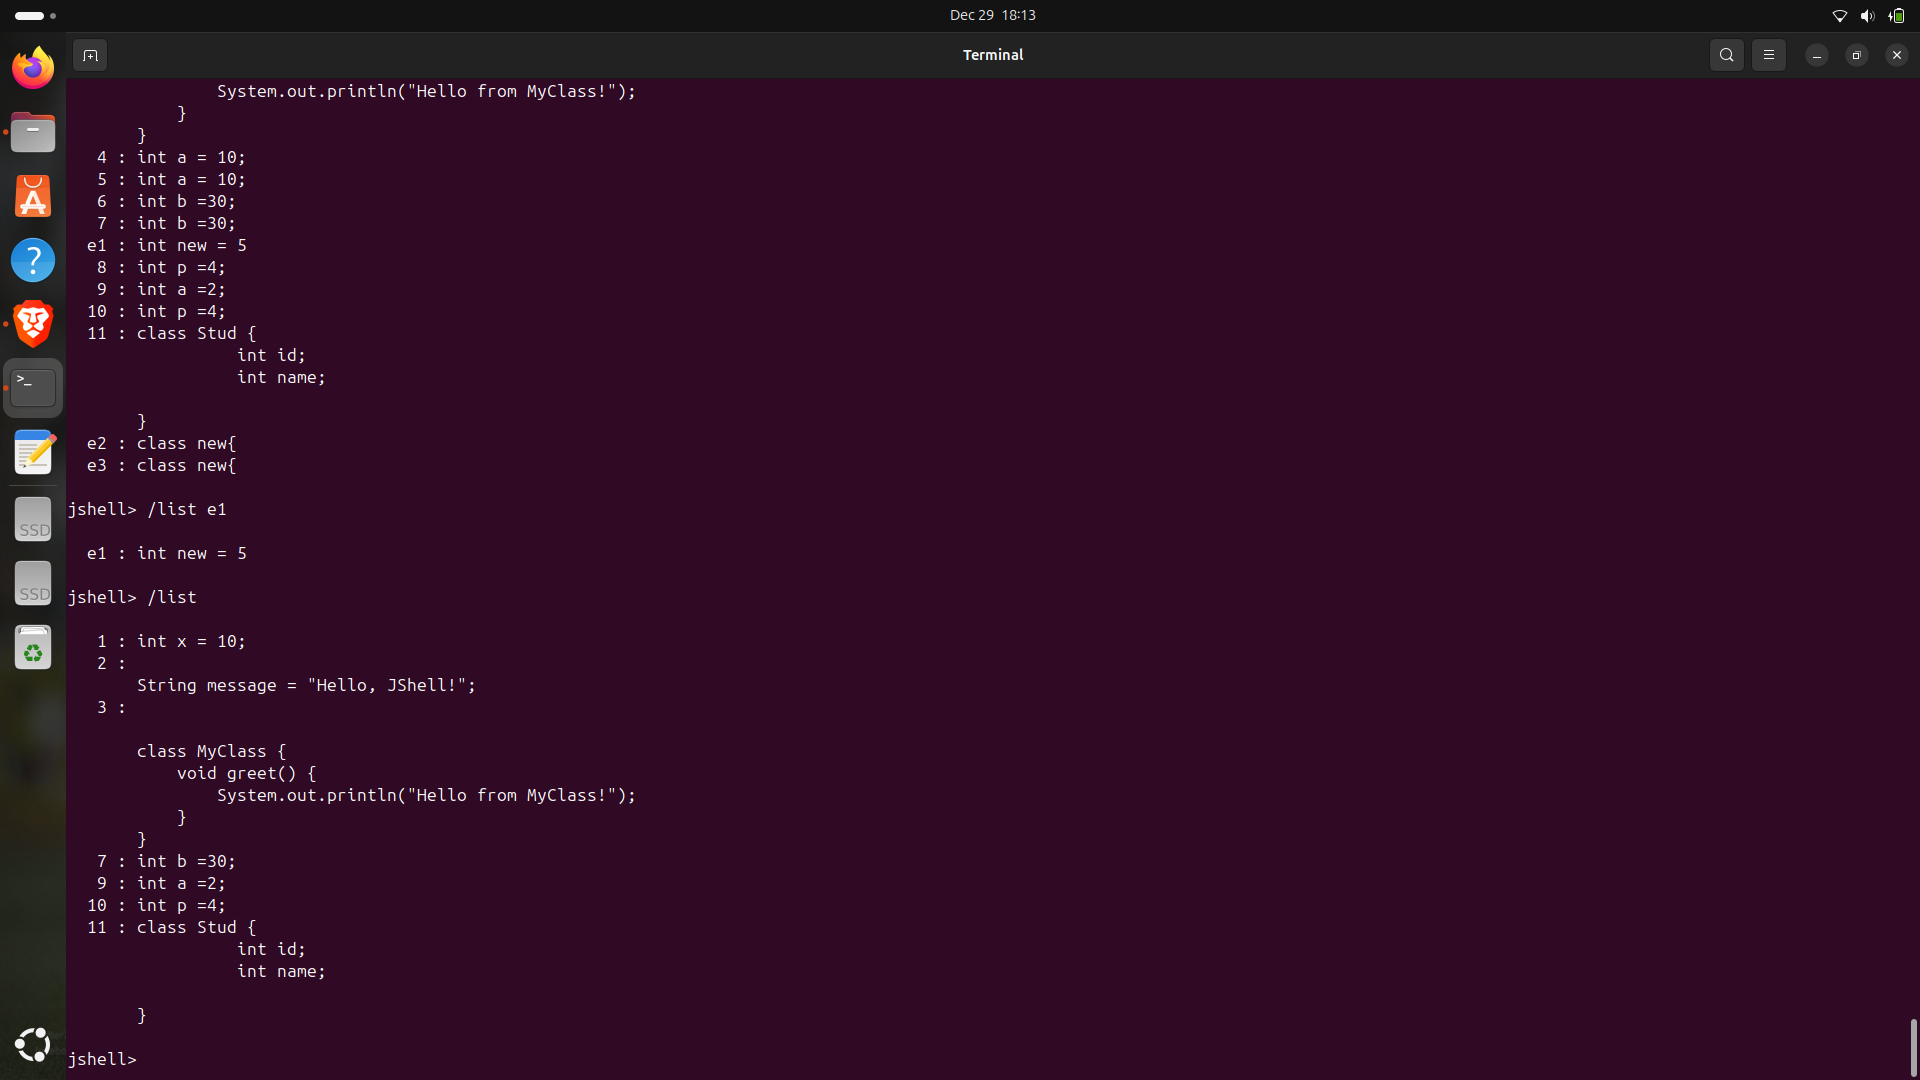 Dec 29 18:13
Terminal
System.out.println("Hello from MyClass!");
}
}
4 : int a = 10;
5 : int a = 10;
6 : int b =30;
7 : int b =30;
e1 : int new = 5
8 : int p =4;
9 : int a =2;
10 : int p =4;
11 : class Stud {
int id;
int name;
}
e2 : class new{
e3 : class new{
jshell> /list e1
e1 : int new = 5
jshell> /list
1 : int x = 10;
2 :
String message = "Hello, JShell!";
3 :
class MyClass {
void greet() {
System.out.println("Hello from MyClass!");
}
}
7 : int b =30;
9 : int a =2;
10 : int p =4;
11 : class Stud {
int id;
int name;
}
jshell>
A
?
>_
SSD
SSD